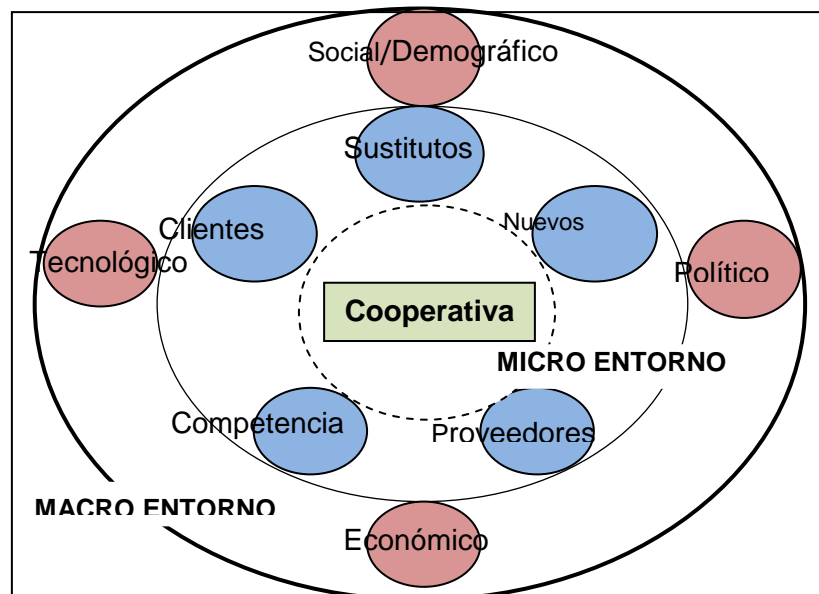 Social/Demográfico
Sustitutos
Clientes
Nuevos
Tecnológico
Político
Cooperativa
MICRO ENTORNO
Competencia
Proveedores
MACRO ENTORNO
Económico